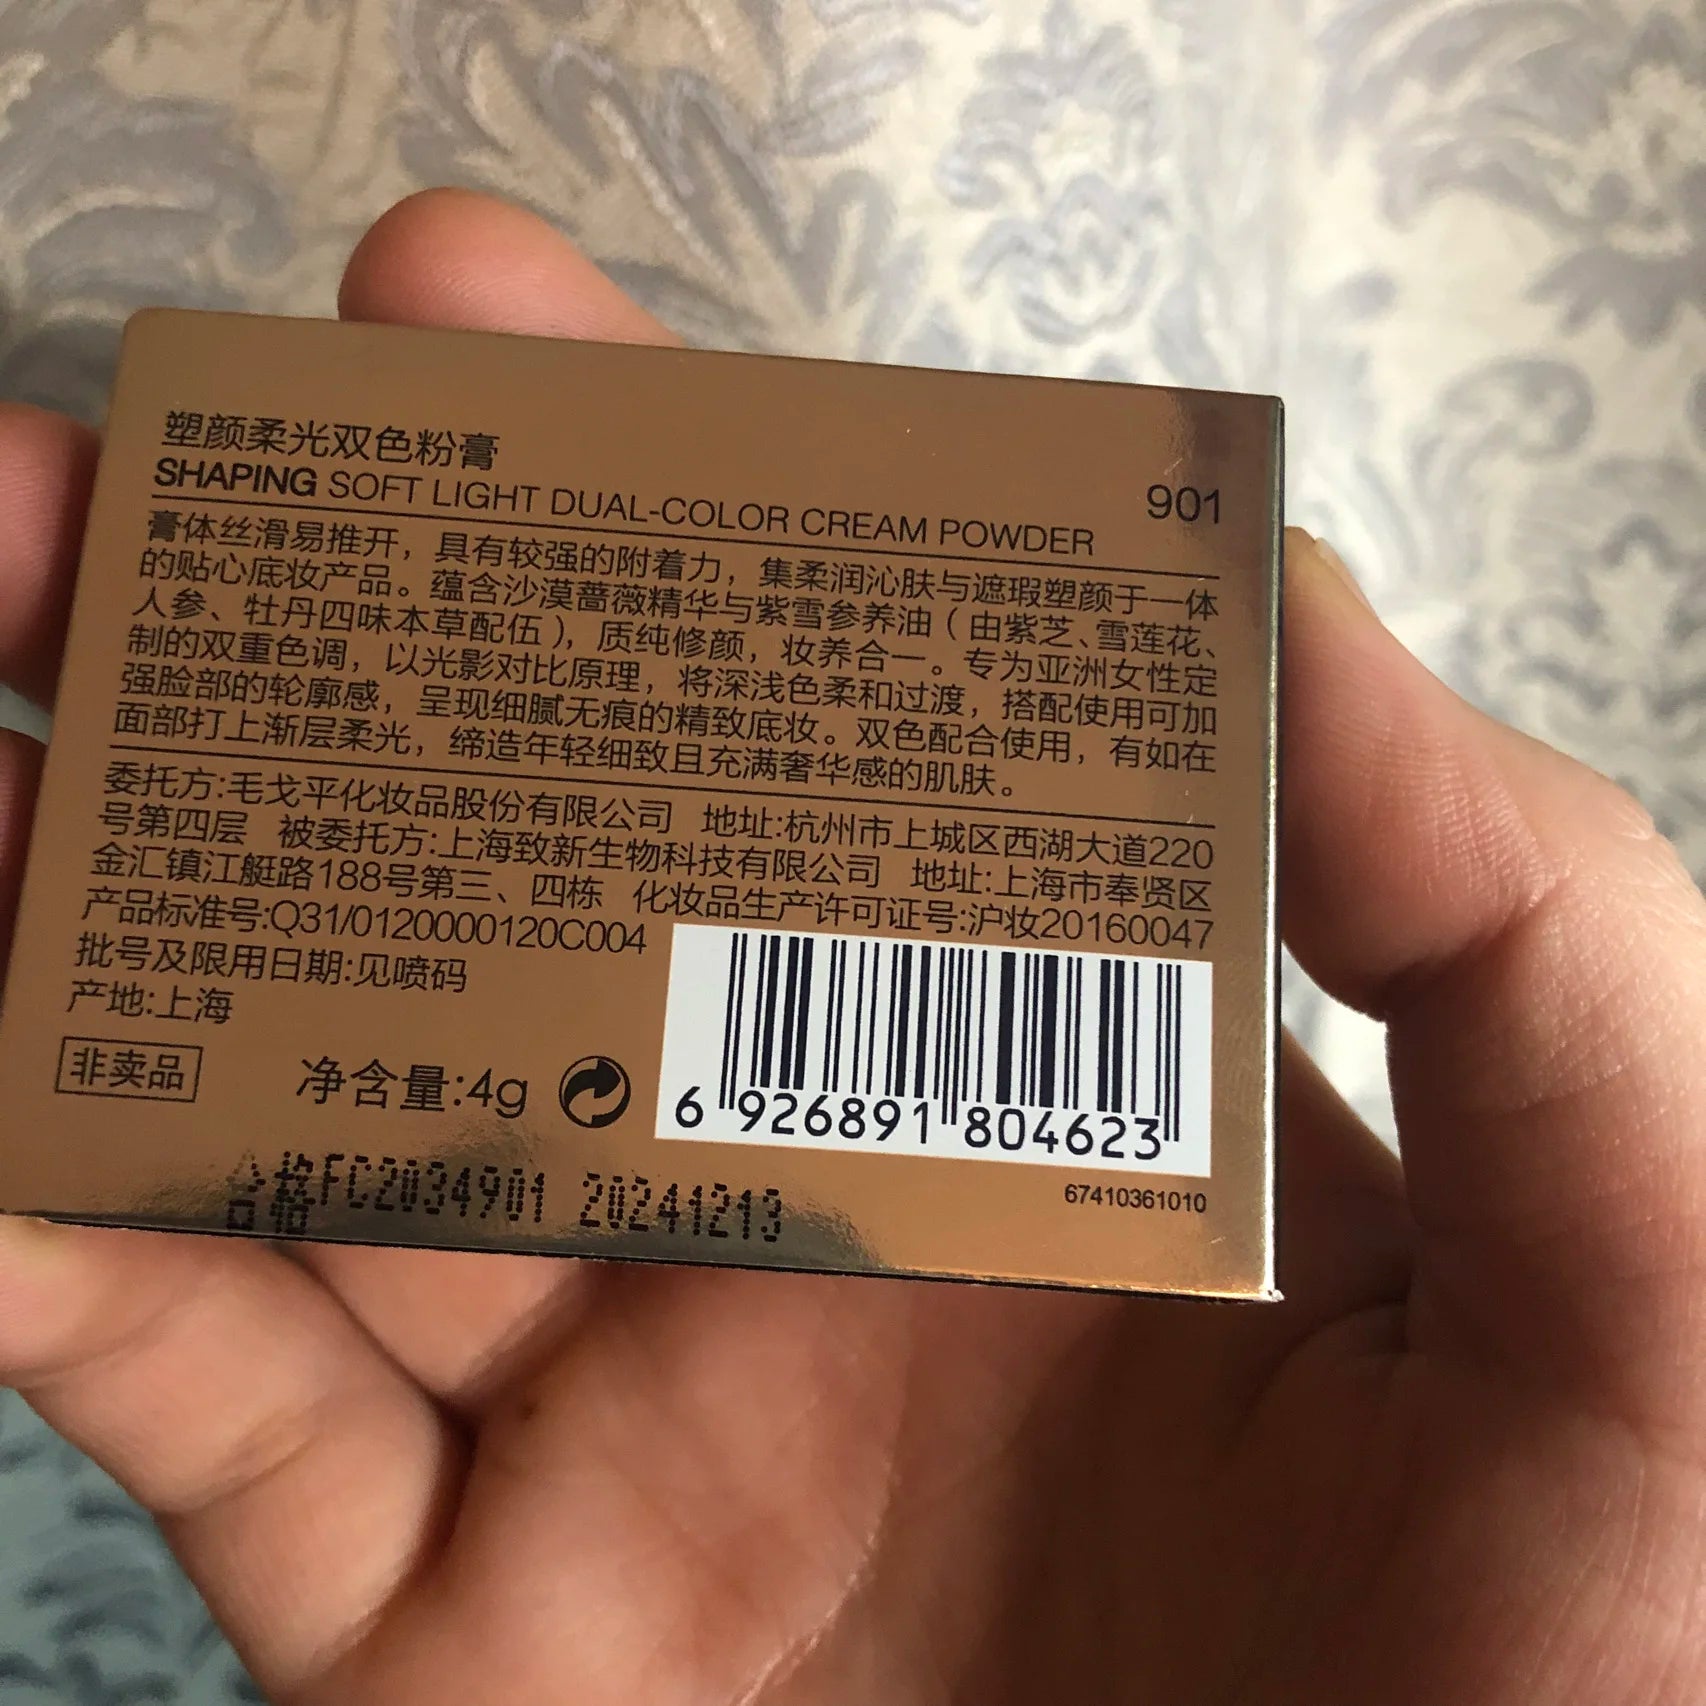 塑颜柔光双色粉膏
SHAPING SOFT LIGHT DUAL-COLOR CREAM POWDER
901
膏体丝滑易推开，具有较强的附着力，集柔润沁肤与遮瑕塑颜于一体
的贴心底妆产品。蕴含沙漠蔷薇精华与紫雪参养油（由紫芝、雪莲花、
人参、牡丹四味本草配伍），质纯修颜，妆养合一。专为亚洲女性定
制的双重色调，以光影对比原理，将深浅色柔和过渡，搭配使用可加
强脸部的轮廓感，呈现细腻无痕的精致底妆。双色配合使用，有如在
面部打上渐层柔光，缔造年轻细致且充满奢华感的肌肤。
委托方:毛戈平化妆品股份有限公司 地址:杭州市上城区西湖大道220
号第四层 被委托方:上海致新生物科技有限公司 地址:上海市奉贤区
金汇镇江艇路188号第三、四栋 化妆品生产许可证号:沪妆20160047
产品标准号:Q31/0120000120C004
批号及限用日期:见喷码
产地:上海
非卖品
净含量:4g
6 926891 804623
67410361010
合格FC2034901 20241213